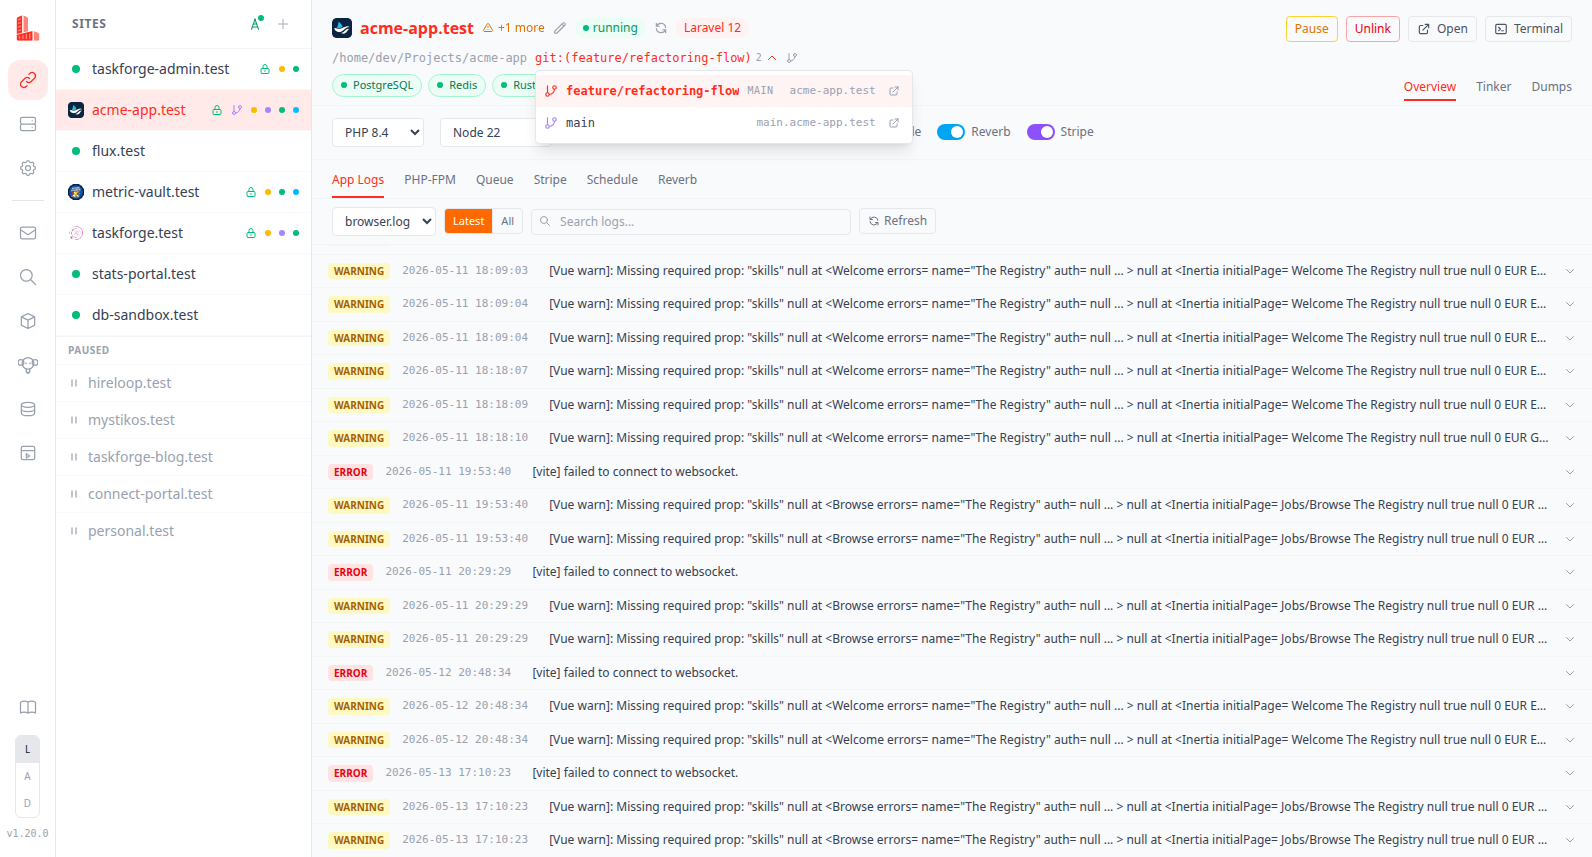 SITES
taskforge-admin.test
acme-app.test
flux.test
metric-vault.test
taskforge.test
stats-portal.test
db-sandbox.test
PAUSED
hireloop.test
mystikos.test
taskforge-blog.test
connect-portal.test
personal.test
L
A
D
v1.20.0
acme-app.test +1 more running Laravel 12 Pause Unlink Open Terminal
/home/dev/Projects/acme-app git:(feature/refactoring-flow) 2
PostgreSQL Redis Rust
feature/refactoring-flow MAIN acme-app.test
main main.acme-app.test
Overview Tinker Dumps
PHP 8.4 Node 22 Reverb Stripe
App Logs PHP-FPM Queue Stripe Schedule Reverb
browser.log Latest All Search logs... Refresh
WARNING 2026-05-11 18:09:03 [Vue warn]: Missing required prop: "skills" null at <Welcome errors= name="The Registry" auth= null ... > null at <Inertia initialPage= Welcome The Registry null true null 0 EUR E...
WARNING 2026-05-11 18:09:04 [Vue warn]: Missing required prop: "skills" null at <Welcome errors= name="The Registry" auth= null ... > null at <Inertia initialPage= Welcome The Registry null true null 0 EUR E...
WARNING 2026-05-11 18:09:04 [Vue warn]: Missing required prop: "skills" null at <Welcome errors= name="The Registry" auth= null ... > null at <Inertia initialPage= Welcome The Registry null true null 0 EUR E...
WARNING 2026-05-11 18:18:07 [Vue warn]: Missing required prop: "skills" null at <Welcome errors= name="The Registry" auth= null ... > null at <Inertia initialPage= Welcome The Registry null true null 0 EUR E...
WARNING 2026-05-11 18:18:09 [Vue warn]: Missing required prop: "skills" null at <Welcome errors= name="The Registry" auth= null ... > null at <Inertia initialPage= Welcome The Registry null true null 0 EUR E...
WARNING 2026-05-11 18:18:10 [Vue warn]: Missing required prop: "skills" null at <Welcome errors= name="The Registry" auth= null ... > null at <Inertia initialPage= Welcome The Registry null true null 0 EUR G...
ERROR 2026-05-11 19:53:40 [vite] failed to connect to websocket.
WARNING 2026-05-11 19:53:40 [Vue warn]: Missing required prop: "skills" null at <Browse errors= name="The Registry" auth= null ... > null at <Inertia initialPage= Jobs/Browse The Registry null true null 0 EUR ...
WARNING 2026-05-11 19:53:40 [Vue warn]: Missing required prop: "skills" null at <Browse errors= name="The Registry" auth= null ... > null at <Inertia initialPage= Jobs/Browse The Registry null true null 0 EUR ...
ERROR 2026-05-11 20:29:29 [vite] failed to connect to websocket.
WARNING 2026-05-11 20:29:29 [Vue warn]: Missing required prop: "skills" null at <Browse errors= name="The Registry" auth= null ... > null at <Inertia initialPage= Jobs/Browse The Registry null true null 0 EUR ...
WARNING 2026-05-11 20:29:29 [Vue warn]: Missing required prop: "skills" null at <Browse errors= name="The Registry" auth= null ... > null at <Inertia initialPage= Jobs/Browse The Registry null true null 0 EUR ...
ERROR 2026-05-12 20:48:34 [vite] failed to connect to websocket.
WARNING 2026-05-12 20:48:34 [Vue warn]: Missing required prop: "skills" null at <Welcome errors= name="The Registry" auth= null ... > null at <Inertia initialPage= Welcome The Registry null true null 0 EUR E...
WARNING 2026-05-12 20:48:34 [Vue warn]: Missing required prop: "skills" null at <Welcome errors= name="The Registry" auth= null ... > null at <Inertia initialPage= Welcome The Registry null true null 0 EUR E...
ERROR 2026-05-13 17:10:23 [vite] failed to connect to websocket.
WARNING 2026-05-13 17:10:23 [Vue warn]: Missing required prop: "skills" null at <Browse errors= name="The Registry" auth= null ... > null at <Inertia initialPage= Jobs/Browse The Registry null true null 0 EUR ...
WARNING 2026-05-13 17:10:23 [Vue warn]: Missing required prop: "skills" null at <Browse errors= name="The Registry" auth= null ... > null at <Inertia initialPage= Jobs/Browse The Registry null true null 0 EUR ...